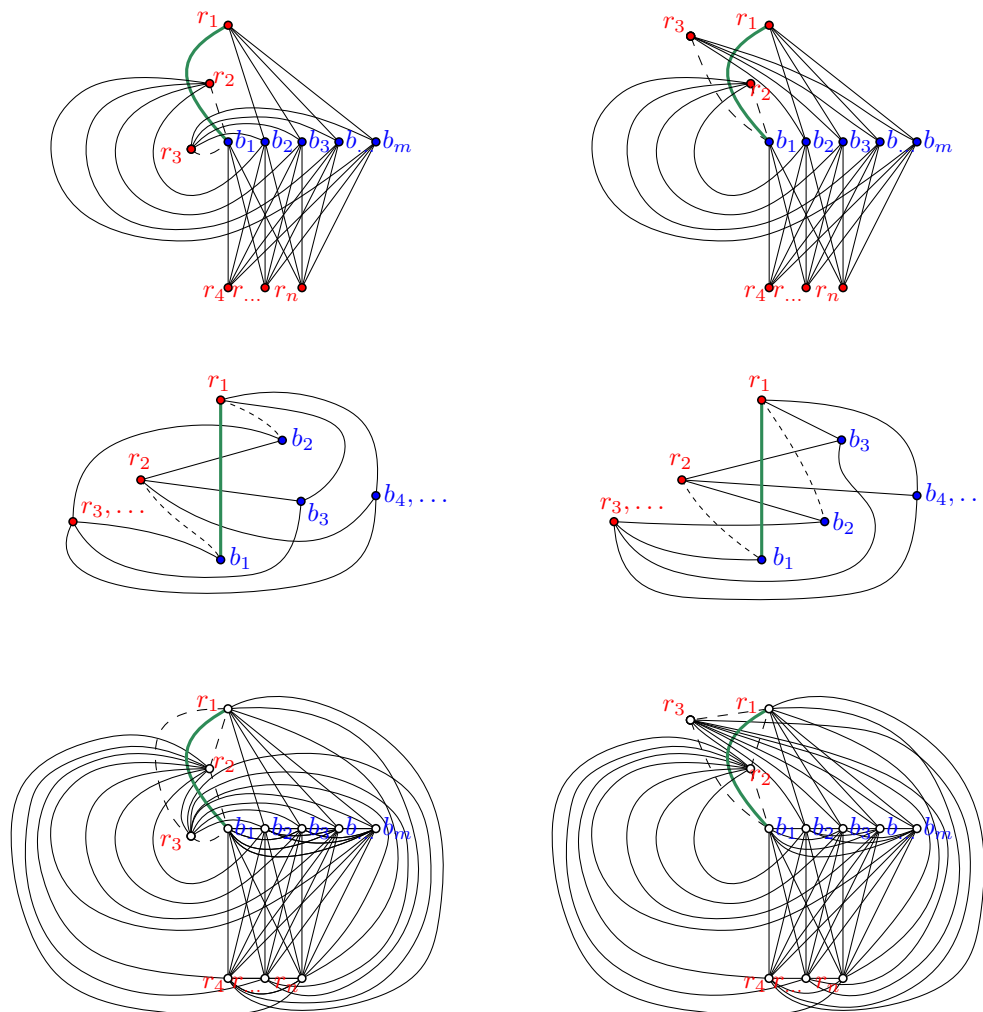 r₁
r₂
r₃
b₁ b₂ b₃ b... bₘ
r₄ r... rₙ
r₃ r₁
r₂
b₁ b₂ b₃ b... bₘ
r₄ r... rₙ
r₁
b₂
r₂
r₃, ...
b₃
b₄, ...
b₁
r₁
b₃
r₂
r₃, ...
b₂
b₄, ..
b₁
r₁
r₂
r₃
b₁ b₂ b₃ b... bₘ
r₄ r... rₙ
r₃ r₁
r₂
b₁ b₂ b₃ b... bₘ
r₄ r... rₙ